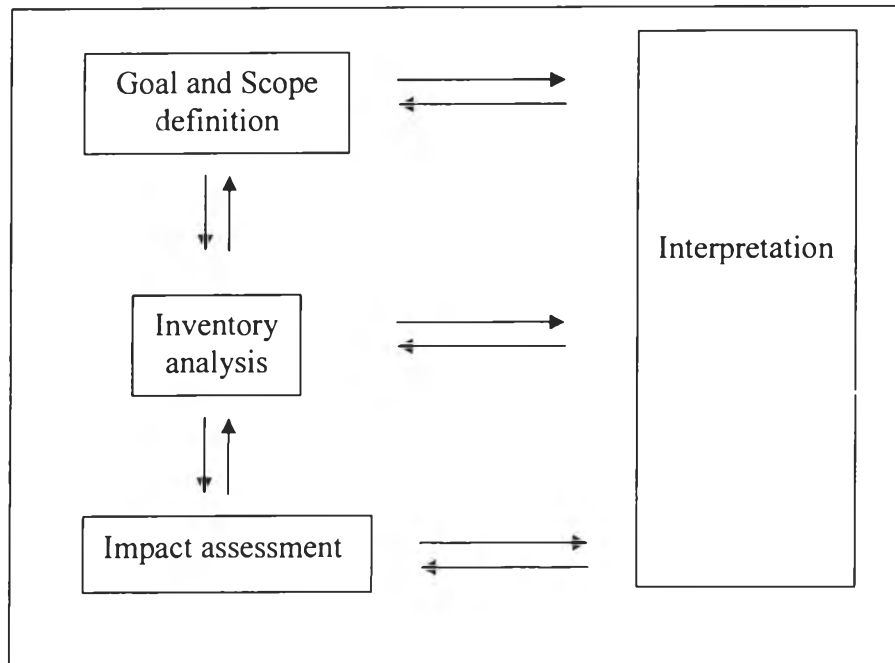 Goal and Scope
definition
Interpretation
Inventory
analysis
Impact assessment